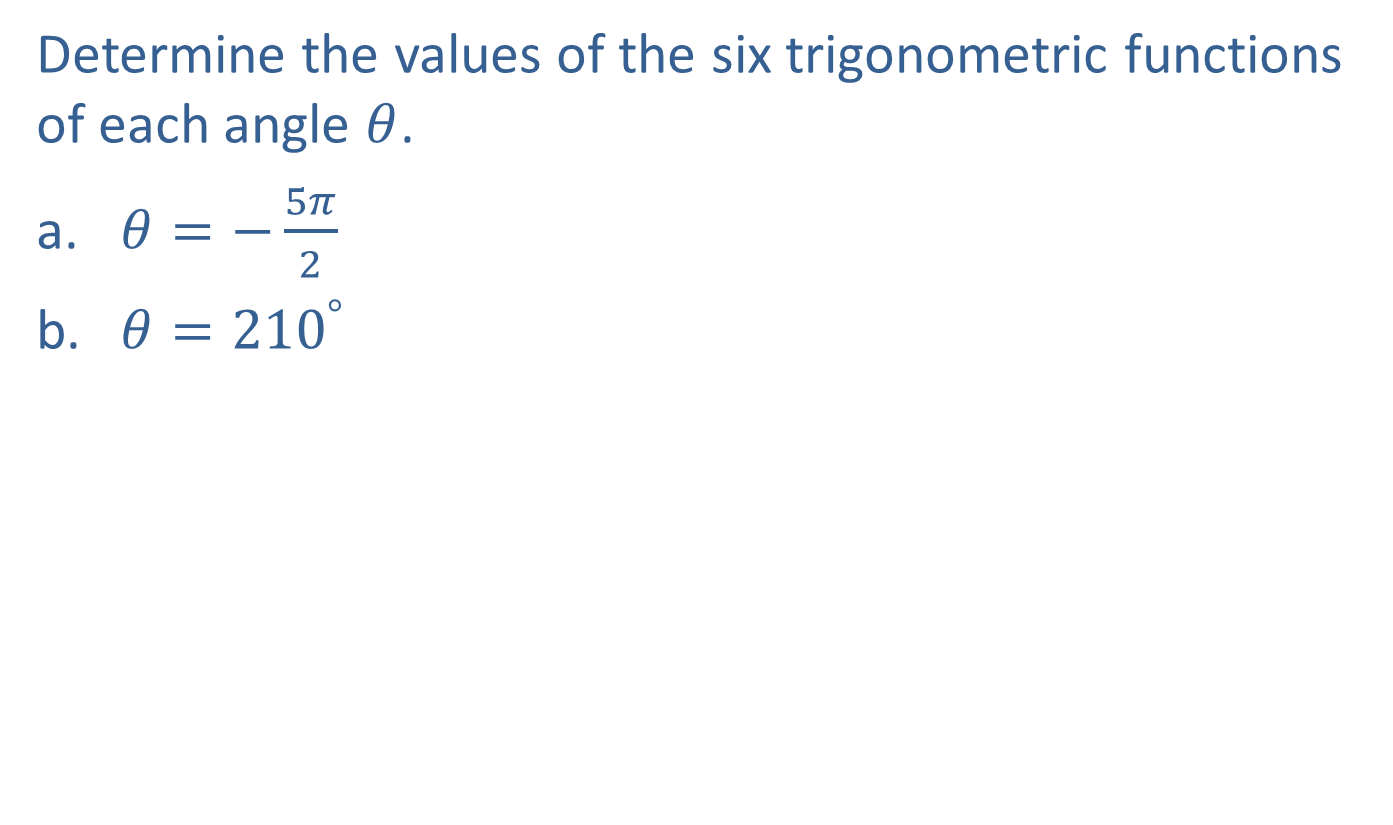 Determine the values of the six trigonometric functions
of each angle θ.
a. θ = −5π/2
b. θ = 210°